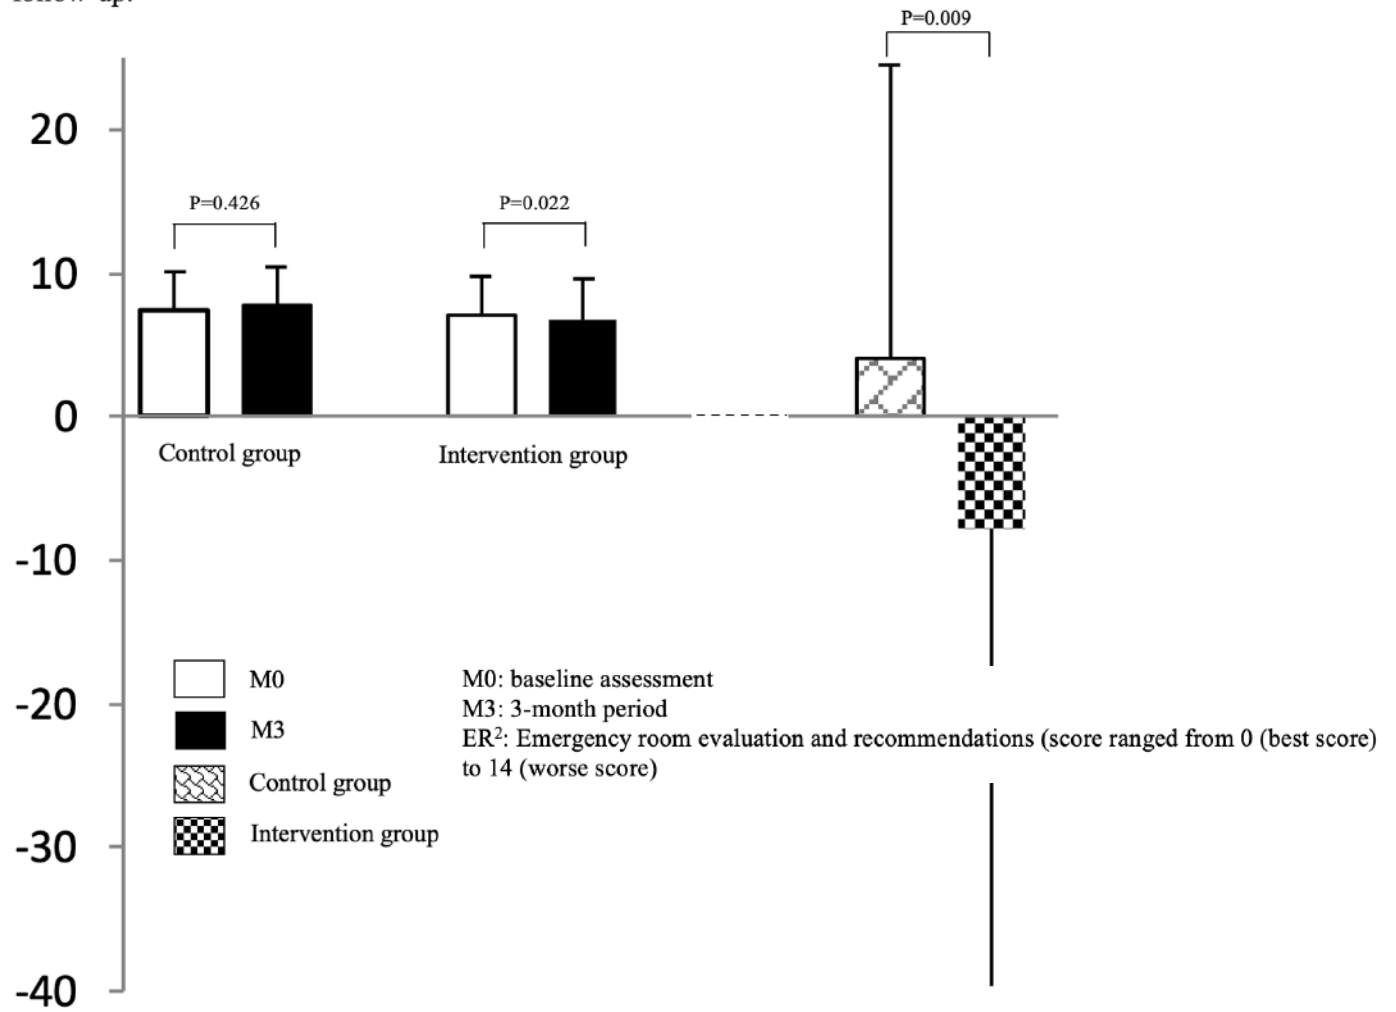 follow-up.
P=0.009
20
P=0.426
P=0.022
10
0
Control group
Intervention group
-10
M0
M0: baseline assessment
-20
M3: 3-month period
M3
ER²: Emergency room evaluation and recommendations (score ranged from 0 (best score)
to 14 (worse score)
Control group
Intervention group
-30
-40